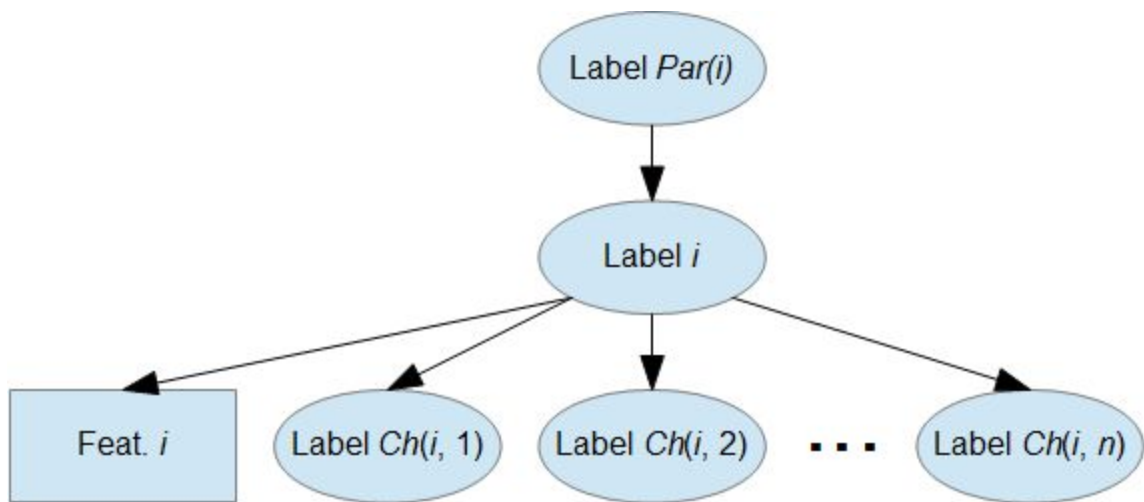 Label Par(i)
Label i
Feat. i
Label Ch(i, 1)
Label Ch(i, 2)
...
Label Ch(i, n)